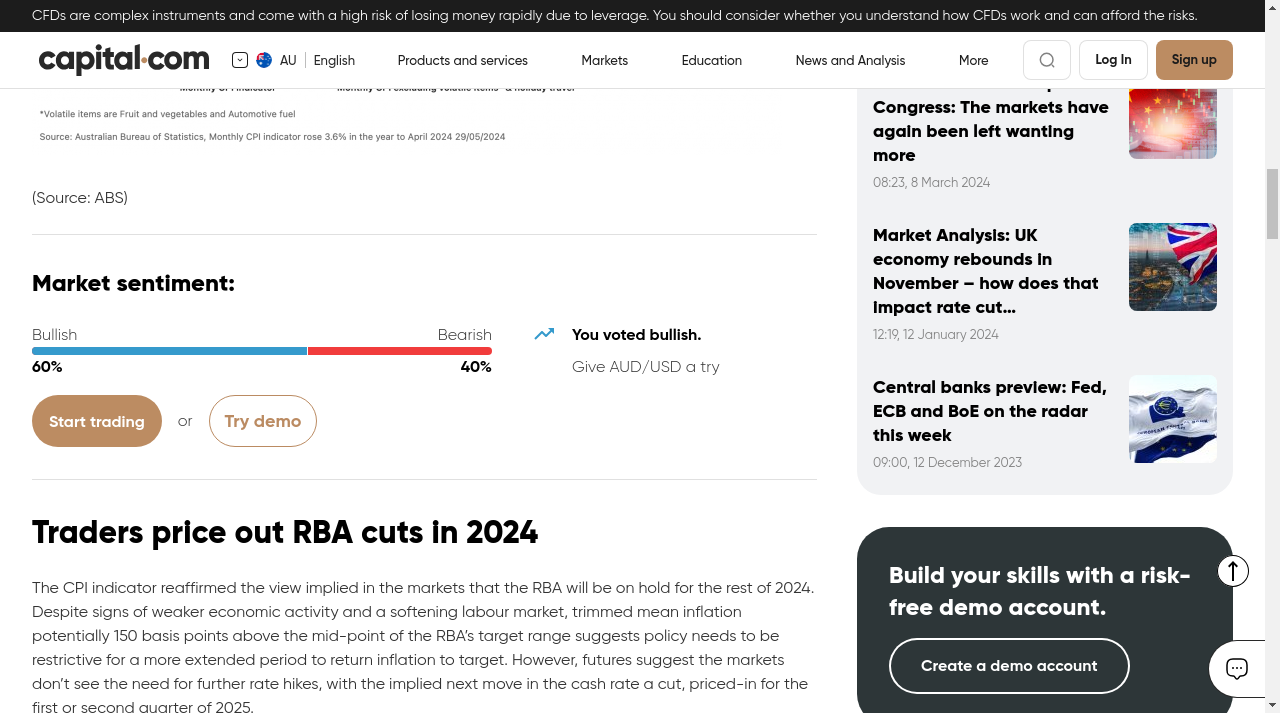 CFDs are complex instruments and come with a high risk of losing money rapidly due to leverage. You should consider whether you understand how CFDs work and can afford the risks.
capital.com
AU
English
Products and services
Markets
Education
News and Analysis
More
Log In
Sign up
*Volatile items are Fruit and vegetables and Automotive fuel
Source: Australian Bureau of Statistics, Monthly CPI indicator rose 3.6% in the year to April 2024 29/05/2024
(Source: ABS)
Market sentiment:
Bullish
Bearish
60%
40%
You voted bullish.
Give AUD/USD a try
Start trading
or
Try demo
Traders price out RBA cuts in 2024
The CPI indicator reaffirmed the view implied in the markets that the RBA will be on hold for the rest of 2024.
Despite signs of weaker economic activity and a softening labour market, trimmed mean inflation
potentially 150 basis points above the mid-point of the RBA’s target range suggests policy needs to be
restrictive for a more extended period to return inflation to target. However, futures suggest the markets
don’t see the need for further rate hikes, with the implied next move in the cash rate a cut, priced-in for the
first or second quarter of 2025.
Congress: The markets have
again been left wanting
more
08:23, 8 March 2024
Market Analysis: UK
economy rebounds in
November – how does that
impact rate cut...
12:19, 12 January 2024
Central banks preview: Fed,
ECB and BoE on the radar
this week
09:00, 12 December 2023
Build your skills with a risk-
free demo account.
Create a demo account